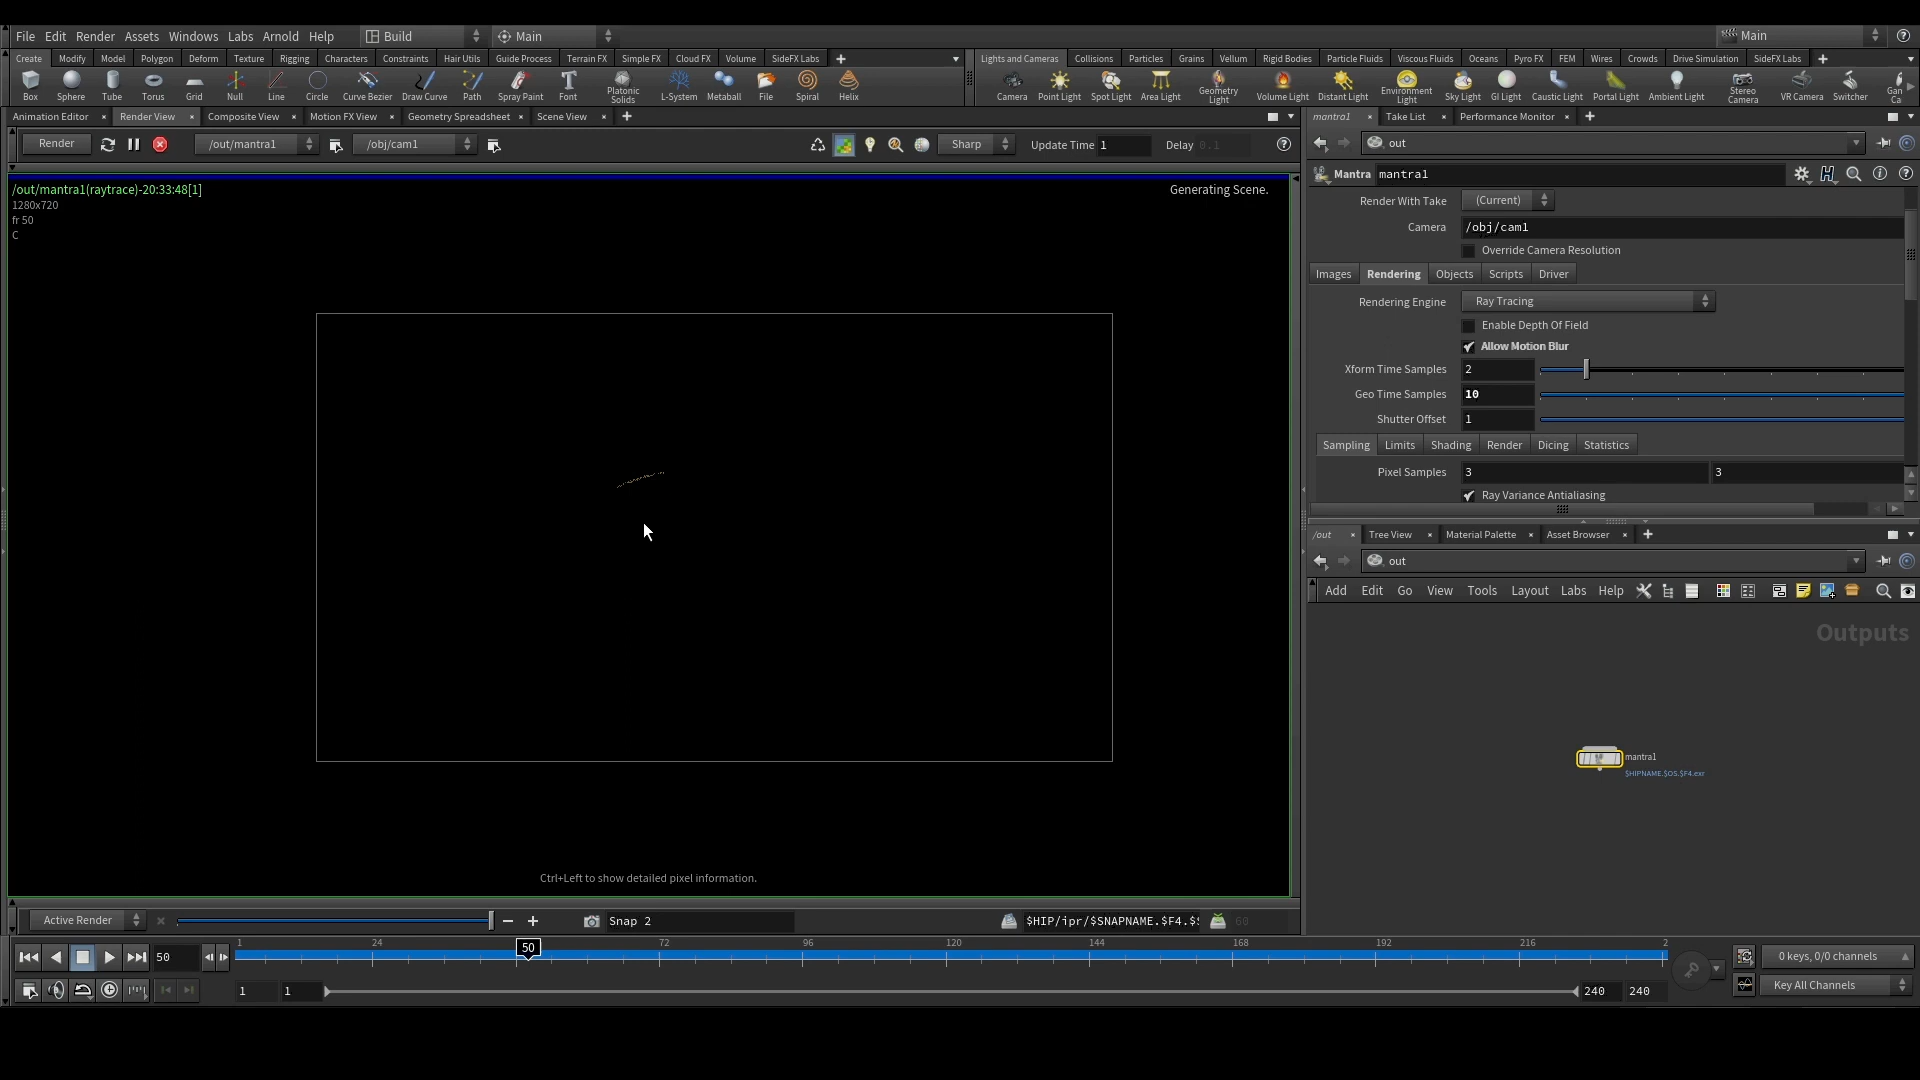 File Edit Render Assets Windows Labs Arnold Help Build Main Main
Create Modify Model Polygon Deform Texture Rigging Characters Constraints Hair Utils Guide Process Terrain FX Simple FX Cloud FX Volume SideFX Labs
Lights and Cameras Collisions Particles Grains Vellum Rigid Bodies Particle Fluids Viscous Fluids Oceans Pyro FX FEM Wires Crowds Drive Simulation SideFX Labs
Box Sphere Tube Torus Grid Null Line Circle Curve Bezier Draw Curve Path Spray Paint Font Platonic Solids L-System Metaball File Spiral Helix
Camera Point Light Spot Light Area Light Geometry Light Volume Light Distant Light Environment Light Sky Light GI Light Caustic Light Portal Light Ambient Light Stereo Camera VR Camera Switcher Gan Ca
Animation Editor Render View Composite View Motion FX View Geometry Spreadsheet Scene View
mantra1 Take List Performance Monitor
Render /out/mantra1 /obj/cam1 Sharp Update Time 1 Delay 0.1
out
/out/mantra1(raytrace)-20:33:48[1]
1280x720
fr 50
C
Generating Scene.
Mantra mantra1
Render With Take (Current)
Camera /obj/cam1
Override Camera Resolution
Images Rendering Objects Scripts Driver
Rendering Engine Ray Tracing
Enable Depth Of Field
Allow Motion Blur
Xform Time Samples 2
Geo Time Samples 10
Shutter Offset 1
Sampling Limits Shading Render Dicing Statistics
Pixel Samples 3 3
Ray Variance Antialiasing
/out Tree View Material Palette Asset Browser
out
Add Edit Go View Tools Layout Labs Help
Outputs
mantra1
$HIPNAME.$OS.$F4.exr
Ctrl+Left to show detailed pixel information.
Active Render Snap 2 $HIP/ipr/$SNAPNAME.$F4.$ 60
50 1 24 50 72 96 120 144 168 192 216 2
0 keys, 0/0 channels
1 1 240 240
Key All Channels